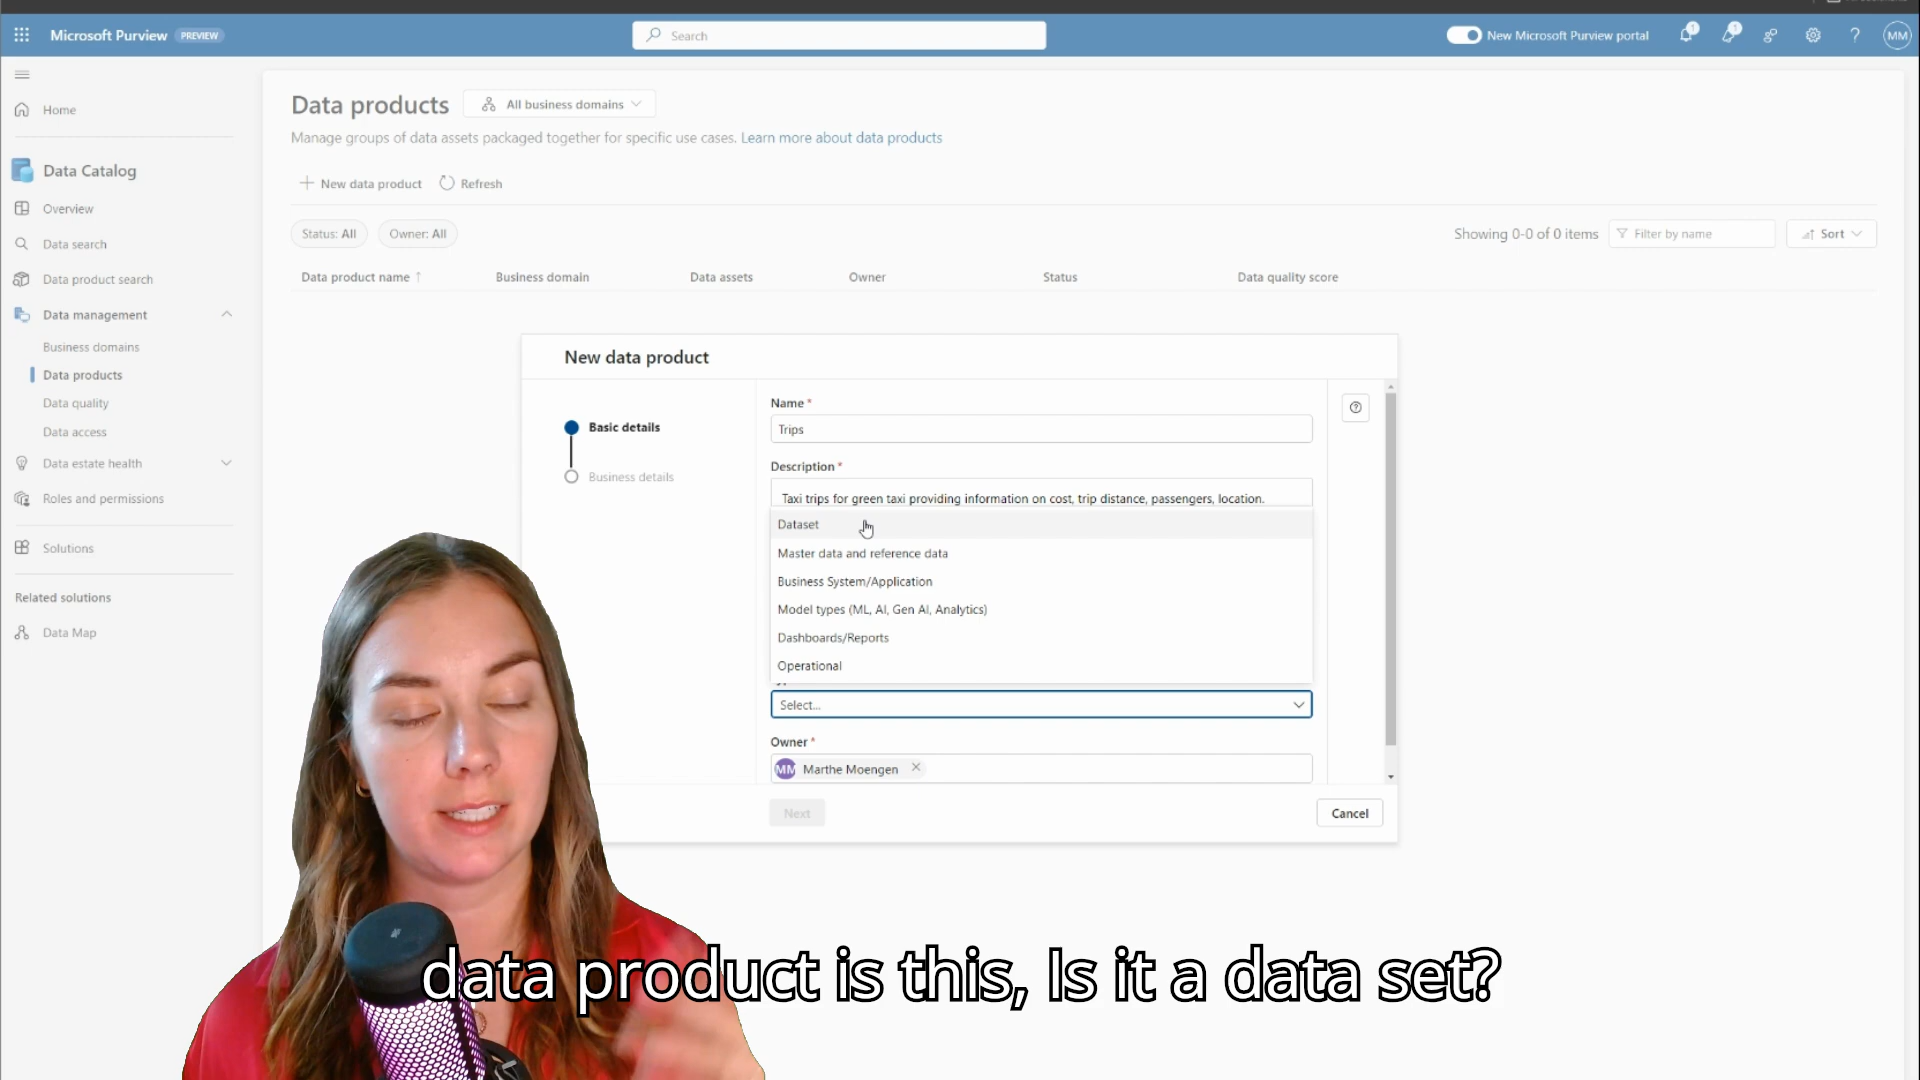 Microsoft Purview PREVIEW
Search
New Microsoft Purview portal
MM
Home
Data Catalog
Overview
Data search
Data product search
Data management
Business domains
Data products
Data quality
Data access
Data estate health
Roles and permissions
Solutions
Related solutions
Data Map
Data products
All business domains
Manage groups of data assets packaged together for specific use cases. Learn more about data products
New data product
Refresh
Status: All
Owner: All
Showing 0-0 of 0 items
Filter by name
Sort
Data product name ↑
Business domain
Data assets
Owner
Status
Data quality score
New data product
Basic details
Business details
Name *
Trips
Description *
Taxi trips for green taxi providing information on cost, trip distance, passengers, location.
Dataset
Master data and reference data
Business System/Application
Model types (ML, AI, Gen AI, Analytics)
Dashboards/Reports
Operational
Select...
Owner *
MM Marthe Moengen
Next
Cancel
data product is this, Is it a data set?